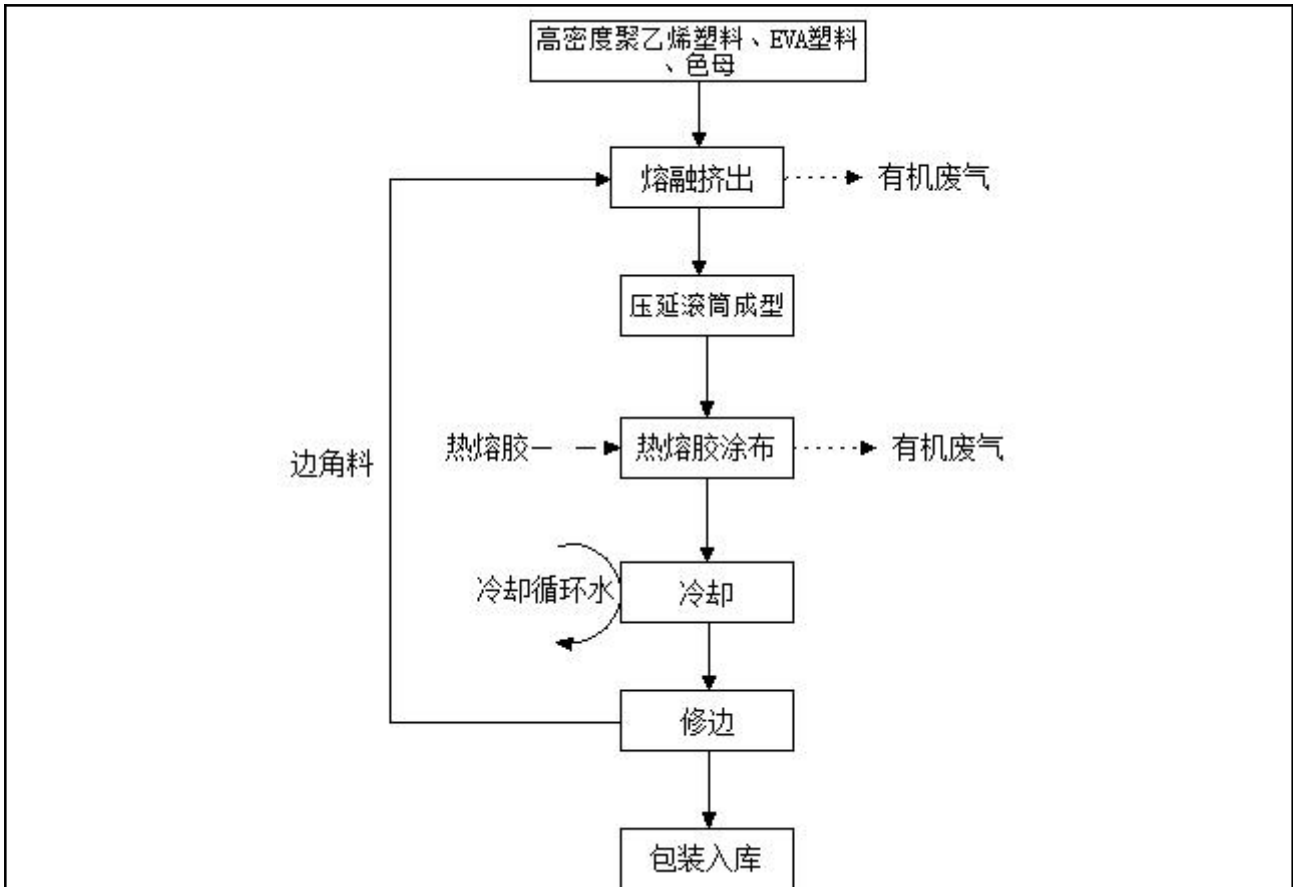 高密度聚乙烯塑料、EVA塑料
、色母
熔融挤出
有机废气
压延滚筒成型
热熔胶
热熔胶涂布
有机废气
边角料
冷却循环水
冷却
修边
包装入库